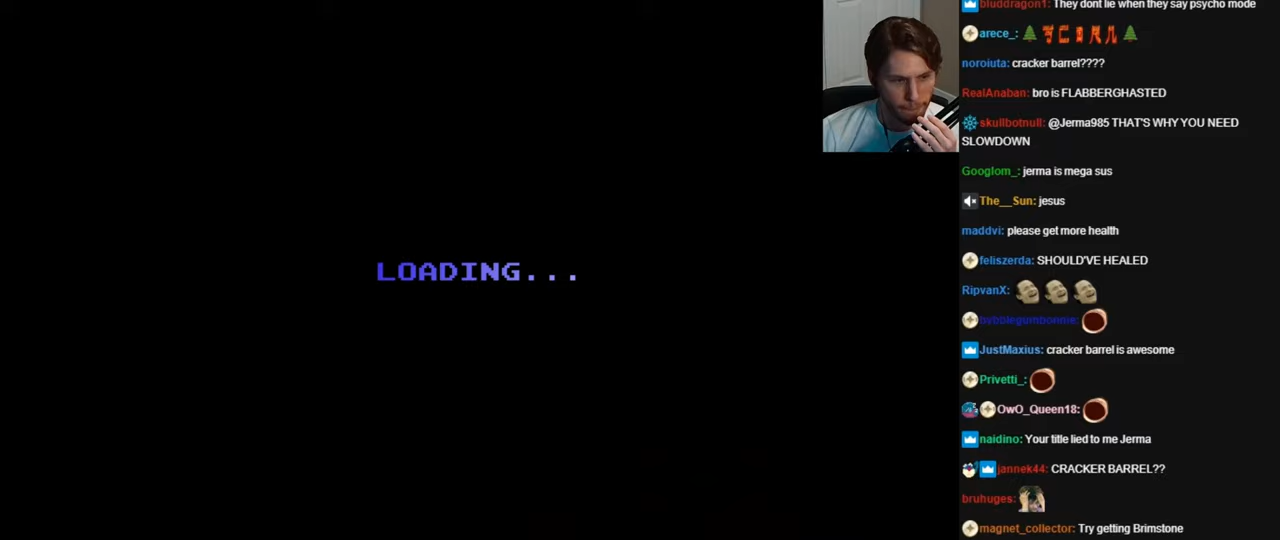 LOADING...
bluddragon1: They dont lie when they say psycho mode
arece_:
noroiuta: cracker barrel????
RealAnaban: bro is FLABBERGHASTED
skullbotnull: @Jerma985 THAT'S WHY YOU NEED
SLOWDOWN
Googlom_: jerma is mega sus
The__Sun: jesus
maddvi: please get more health
feliszerda: SHOULD'VE HEALED
RipvanX:
bubblegumbonnie:
JustMaxius: cracker barrel is awesome
Privetti_:
OwO_Queen18:
naidino: Your title lied to me Jerma
jannek44: CRACKER BARREL??
bruhuges:
magnet_collector: Try getting Brimstone